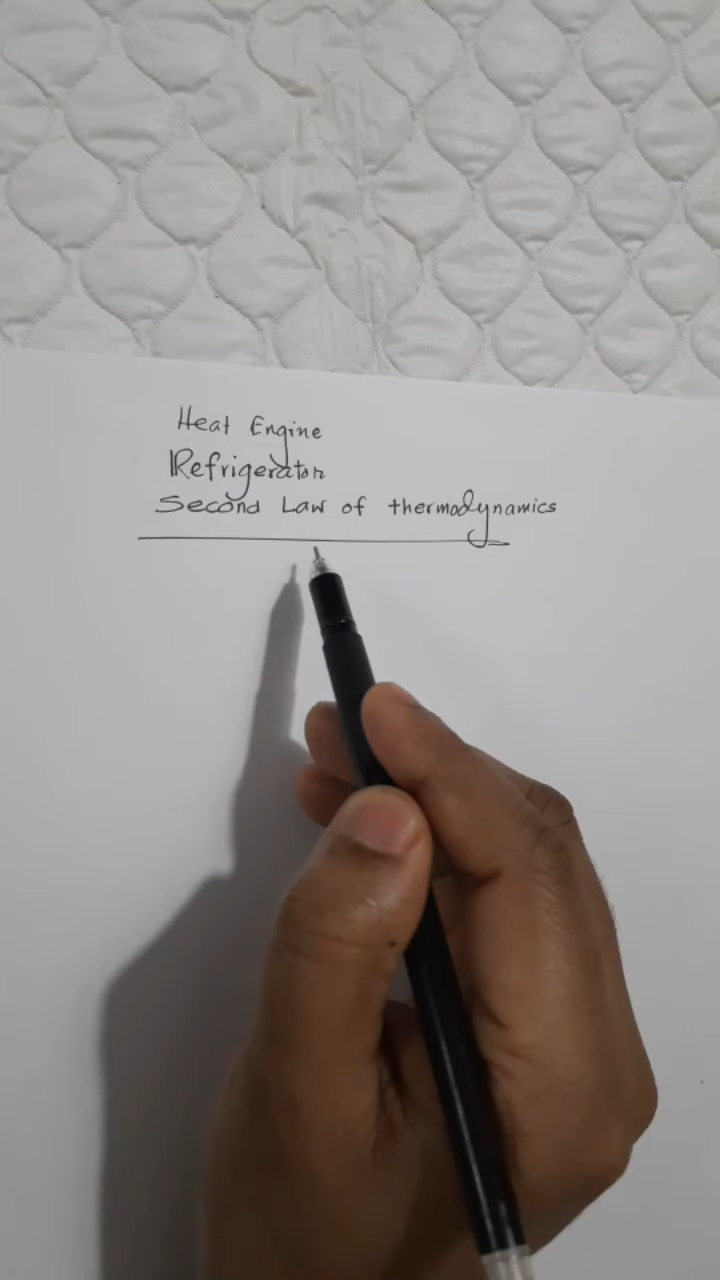 Heat Engine
Refrigerator
Second Law of thermodynamics